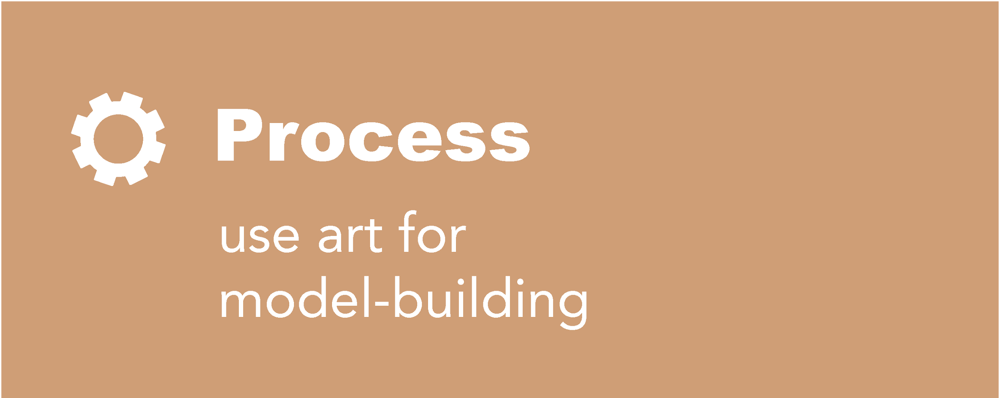 Process
use art for
model-building